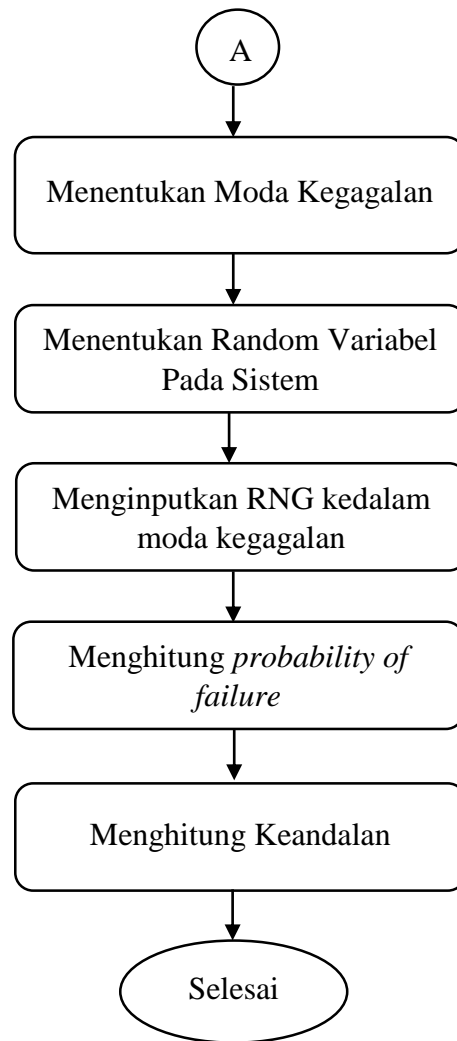 A
Menentukan Moda Kegagalan
Menentukan Random Variabel
Pada Sistem
Menginputkan RNG kedalam
moda kegagalan
Menghitung probability of
failure
Menghitung Keandalan
Selesai